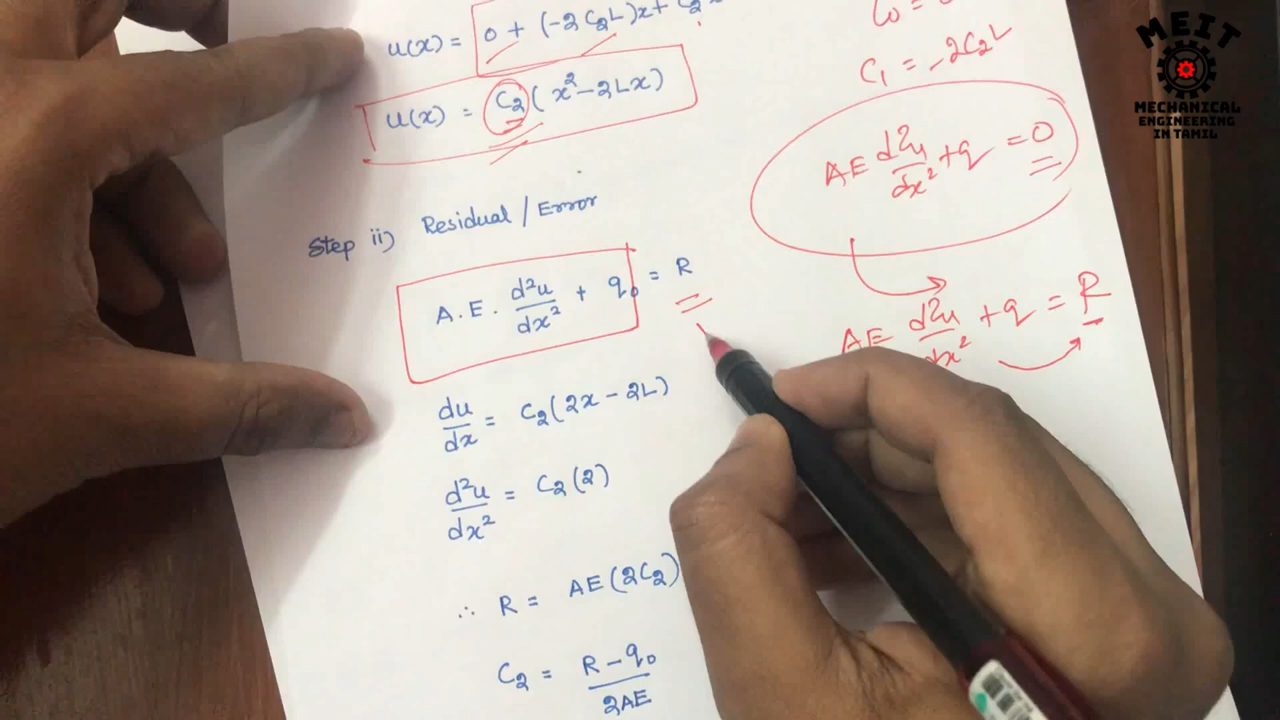 u(x) = 0 + (-2C₂L)x + C₂
u(x) = C₂(x² - 2Lx)
Step ii) Residual / Error
A.E. d²u/dx² + q₀ = R
du/dx = C₂(2x - 2L)
d²u/dx² = C₂(2)
∴ R = AE(2C₂)
C₂ = R - q₀/2AE
C₁ = -2C₂L
AE d²u/dx² + q = 0
AE d²u/dx² + q = R
MEIT
MECHANICAL
ENGINEERING
IN TAMIL